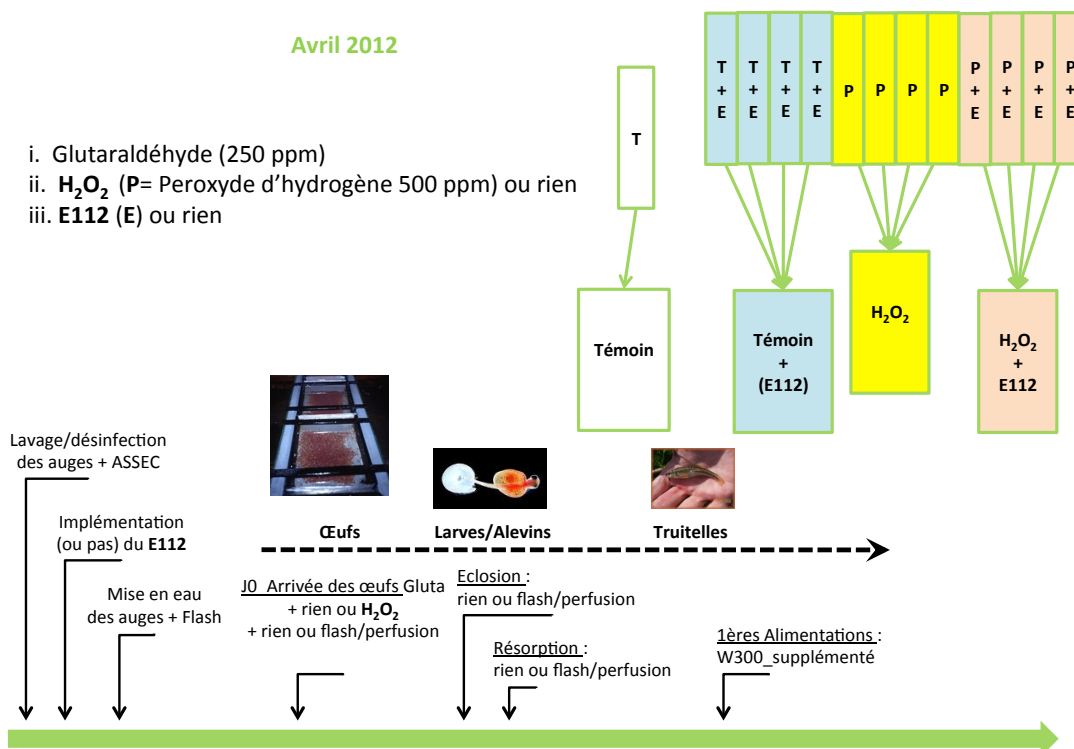 Avril 2012
i. Glutaraldéhyde (250 ppm)
ii. H₂O₂ (P= Peroxyde d'hydrogène 500 ppm) ou rien
iii. E112 (E) ou rien
T
T
+
E
T
+
E
T
+
E
T
+
E
P
P
P
P
P
+
E
P
+
E
P
+
E
P
+
E
Témoin
Témoin
+
(E112)
H₂O₂
H₂O₂
+
E112
Lavage/désinfection
des auges + ASSEC
Implémentation
(ou pas) du E112
Mise en eau
des auges + Flash
Œufs
Larves/Alevins
Truitelles
J0 Arrivée des œufs Gluta
+ rien ou H₂O₂
+ rien ou flash/perfusion
Eclosion :
rien ou flash/perfusion
Résorption :
rien ou flash/perfusion
1ères Alimentations :
W300_supplémenté